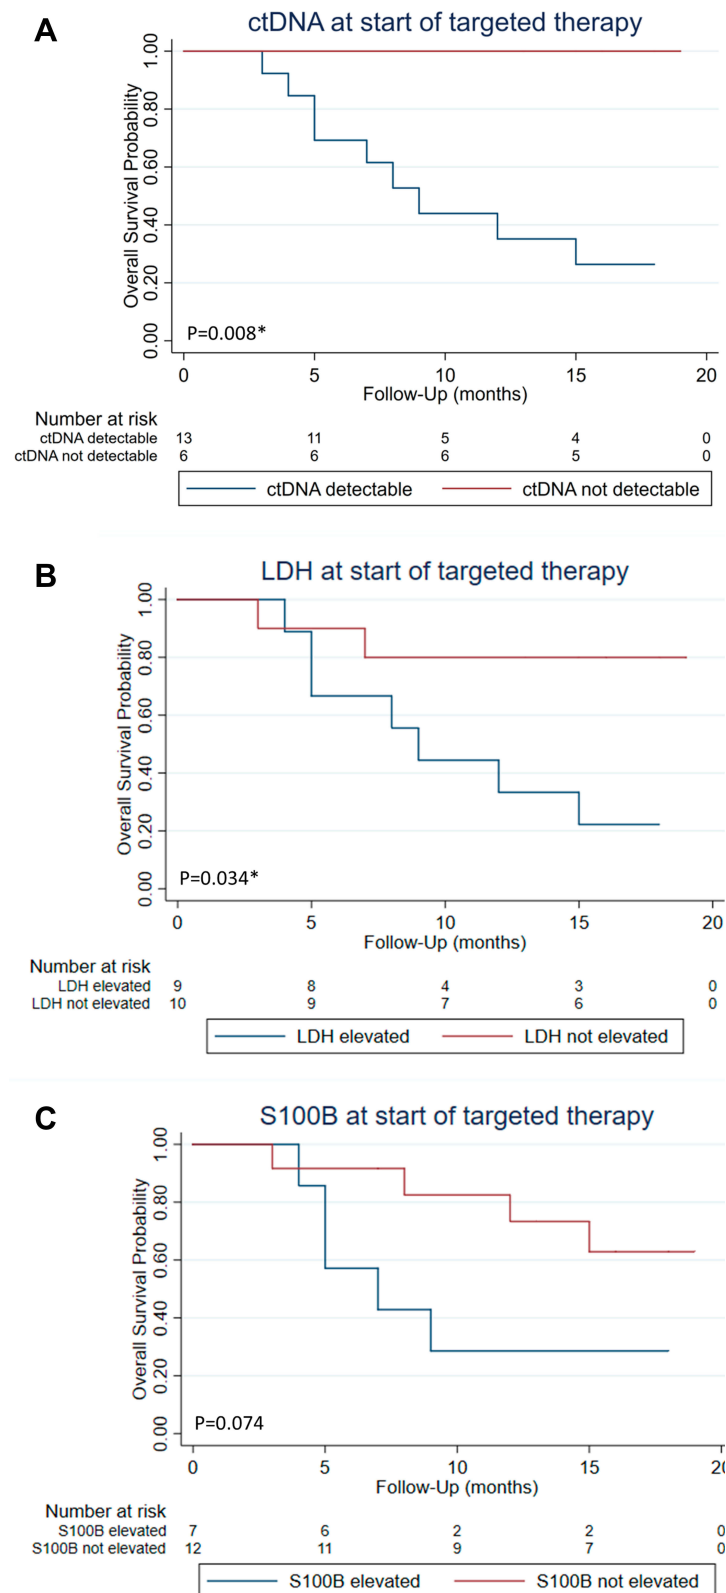 A
ctDNA at start of targeted therapy
Overall Survival Probability
1.00
0.80
0.60
0.40
0.20
0.00
P=0.008*
0 5 10 15 20
Follow-Up (months)
Number at risk
ctDNA detectable 13 11 5 4 0
ctDNA not detectable 6 6 6 5 0
ctDNA detectable ctDNA not detectable
B
LDH at start of targeted therapy
Overall Survival Probability
1.00
0.80
0.60
0.40
0.20
0.00
P=0.034*
0 5 10 15 20
Follow-Up (months)
Number at risk
LDH elevated 9 8 4 3 0
LDH not elevated 10 9 7 6 0
LDH elevated LDH not elevated
C
S100B at start of targeted therapy
Overall Survival Probability
1.00
0.80
0.60
0.40
0.20
0.00
P=0.074
0 5 10 15 20
Follow-Up (months)
Number at risk
S100B elevated 7 6 2 2 0
S100B not elevated 12 11 9 7 0
S100B elevated S100B not elevated